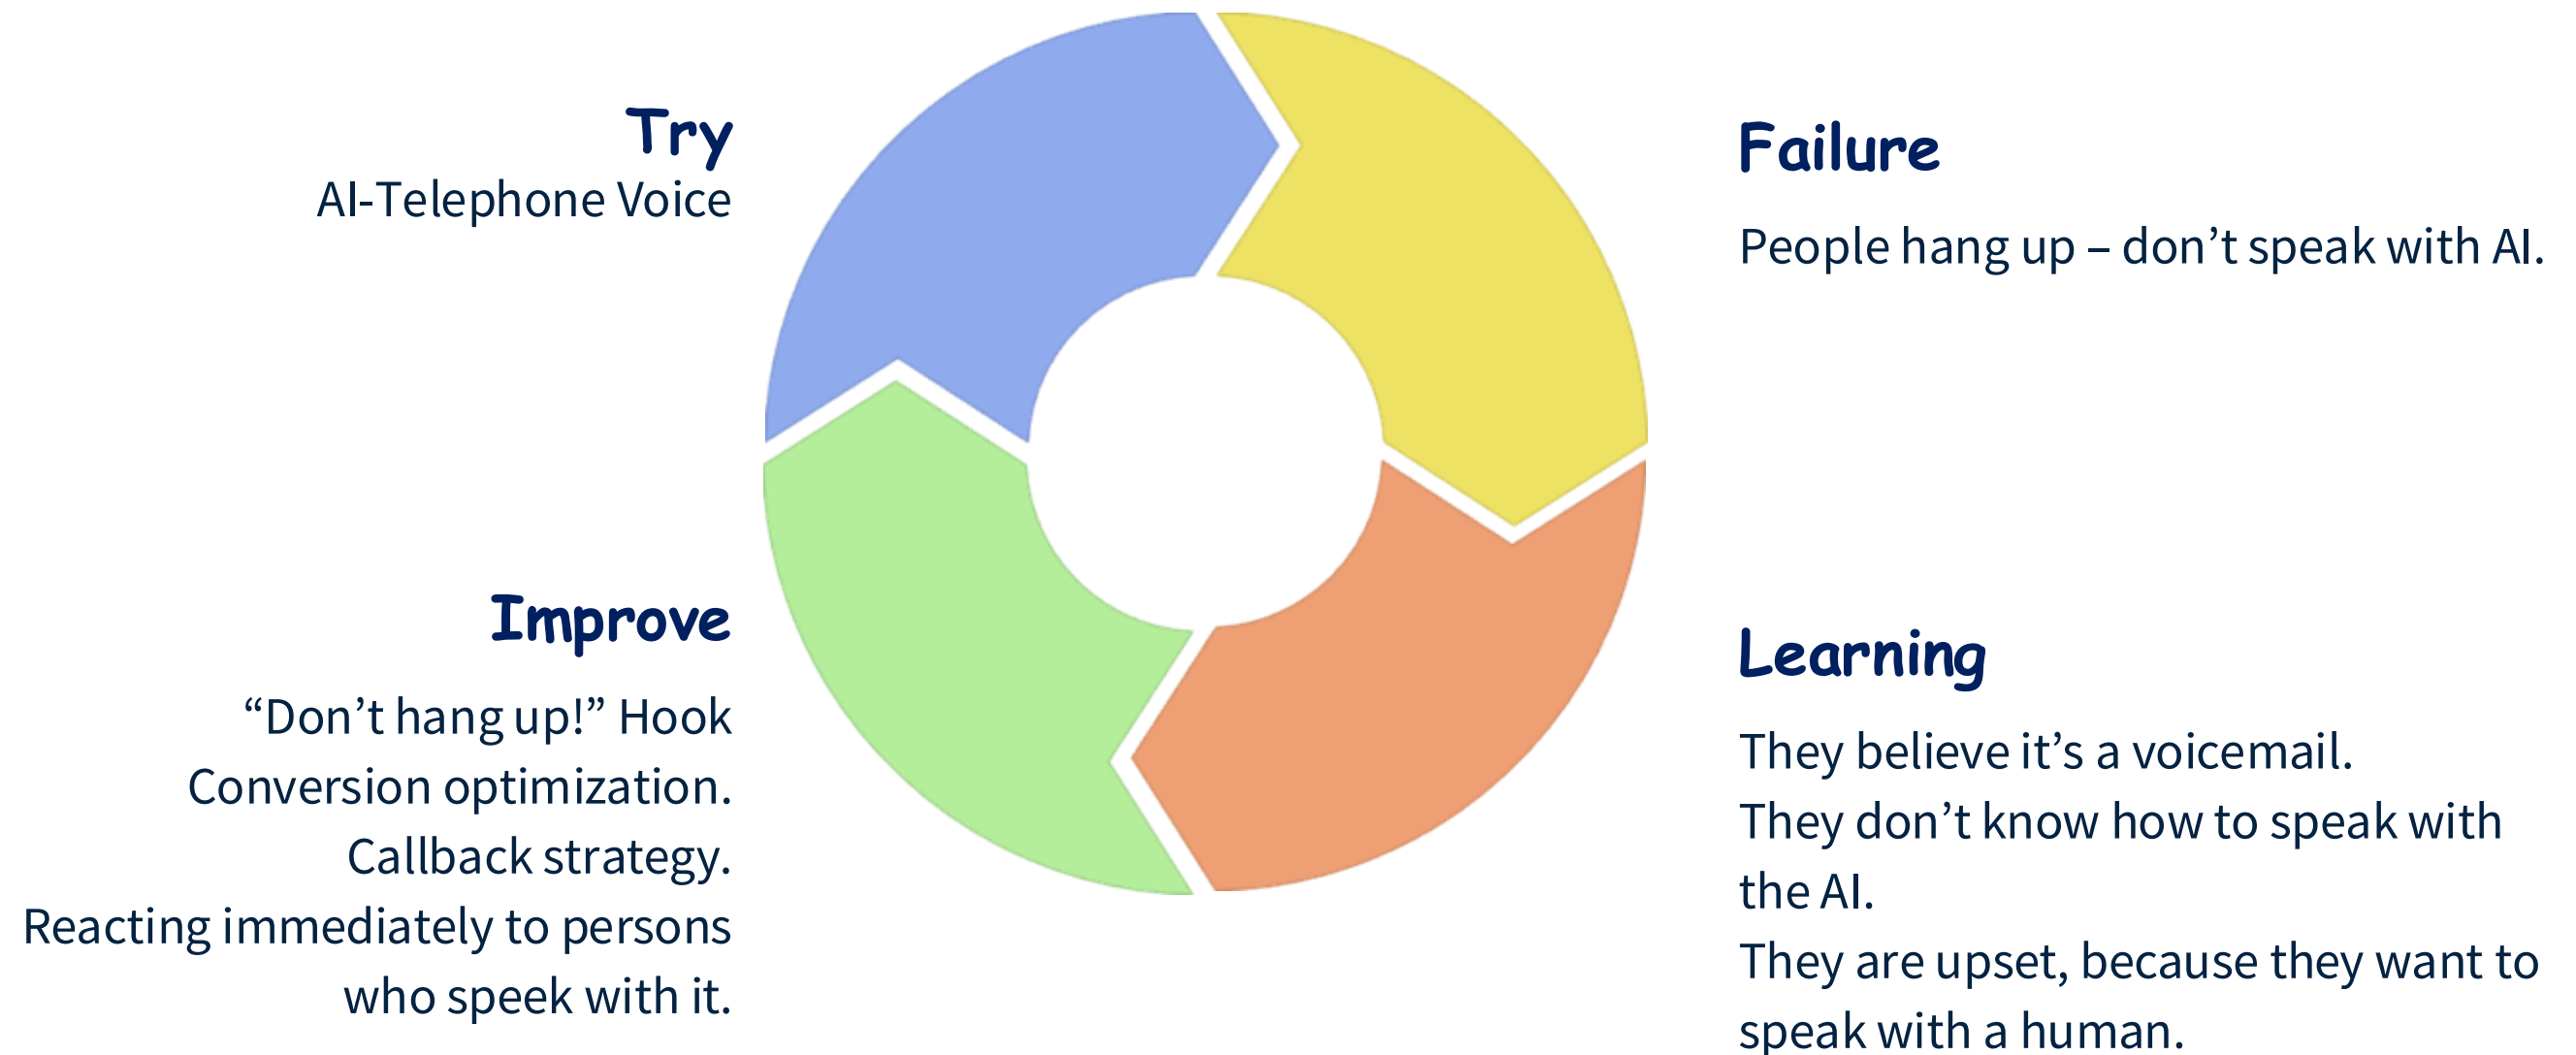 Try
AI-Telephone Voice
Failure
People hang up – don’t speak with AI.
Learning
They believe it’s a voicemail.
They don’t know how to speak with
the AI.
They are upset, because they want to
speak with a human.
Improve
“Don’t hang up!” Hook
Conversion optimization.
Callback strategy.
Reacting immediately to persons
who speek with it.